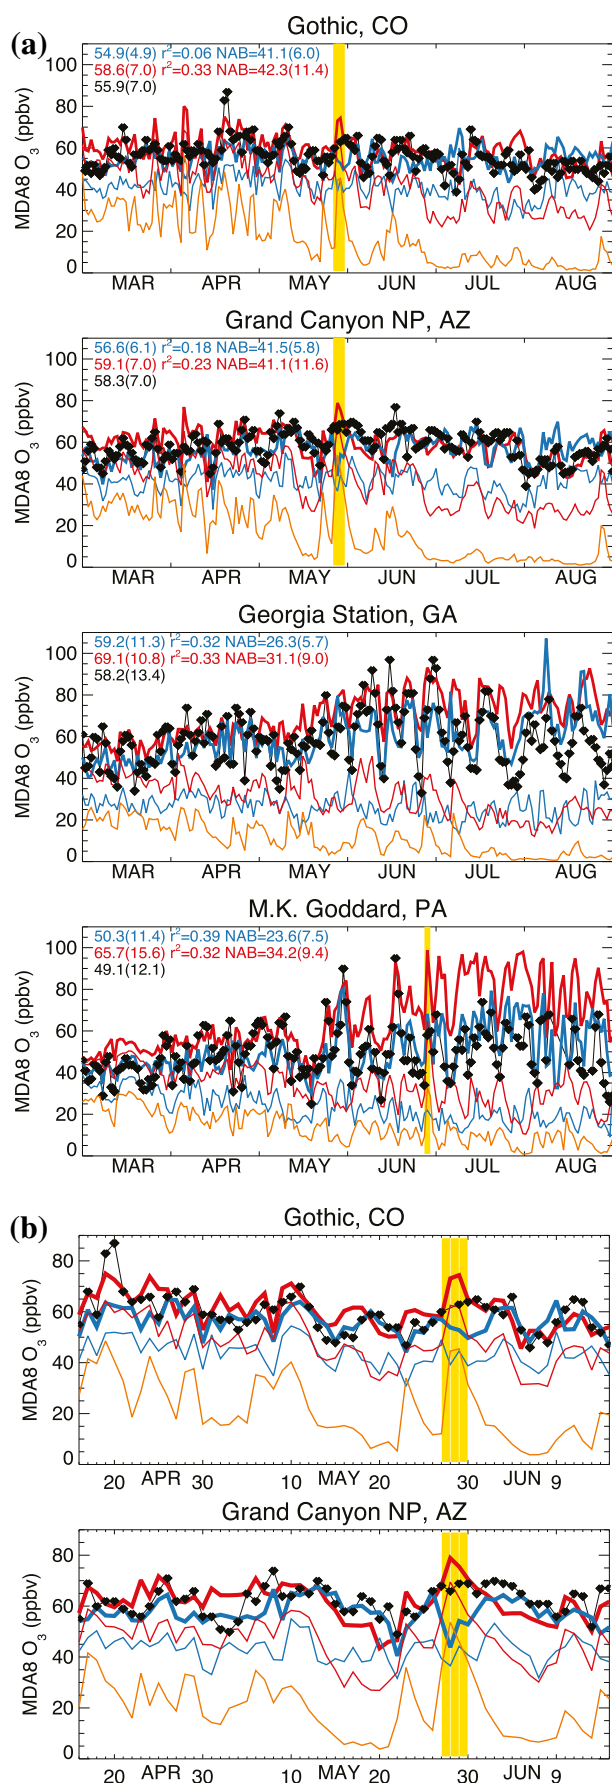 (a)
Gothic, CO
54.9(4.9) r²=0.06 NAB=41.1(6.0)
58.6(7.0) r²=0.33 NAB=42.3(11.4)
55.9(7.0)
MDA8 O₃ (ppbv)
100
80
60
40
20
0
MAR APR MAY JUN JUL AUG
Grand Canyon NP, AZ
56.6(6.1) r²=0.18 NAB=41.5(5.8)
59.1(7.0) r²=0.23 NAB=41.1(11.6)
58.3(7.0)
MDA8 O₃ (ppbv)
100
80
60
40
20
0
MAR APR MAY JUN JUL AUG
Georgia Station, GA
59.2(11.3) r²=0.32 NAB=26.3(5.7)
69.1(10.8) r²=0.33 NAB=31.1(9.0)
58.2(13.4)
MDA8 O₃ (ppbv)
100
80
60
40
20
0
MAR APR MAY JUN JUL AUG
M.K. Goddard, PA
50.3(11.4) r²=0.39 NAB=23.6(7.5)
65.7(15.6) r²=0.32 NAB=34.2(9.4)
49.1(12.1)
MDA8 O₃ (ppbv)
100
80
60
40
20
0
MAR APR MAY JUN JUL AUG
(b)
Gothic, CO
MDA8 O₃ (ppbv)
80
60
40
20
0
20 APR 30 10 MAY 20 30 JUN 9
Grand Canyon NP, AZ
MDA8 O₃ (ppbv)
80
60
40
20
0
20 APR 30 10 MAY 20 30 JUN 9